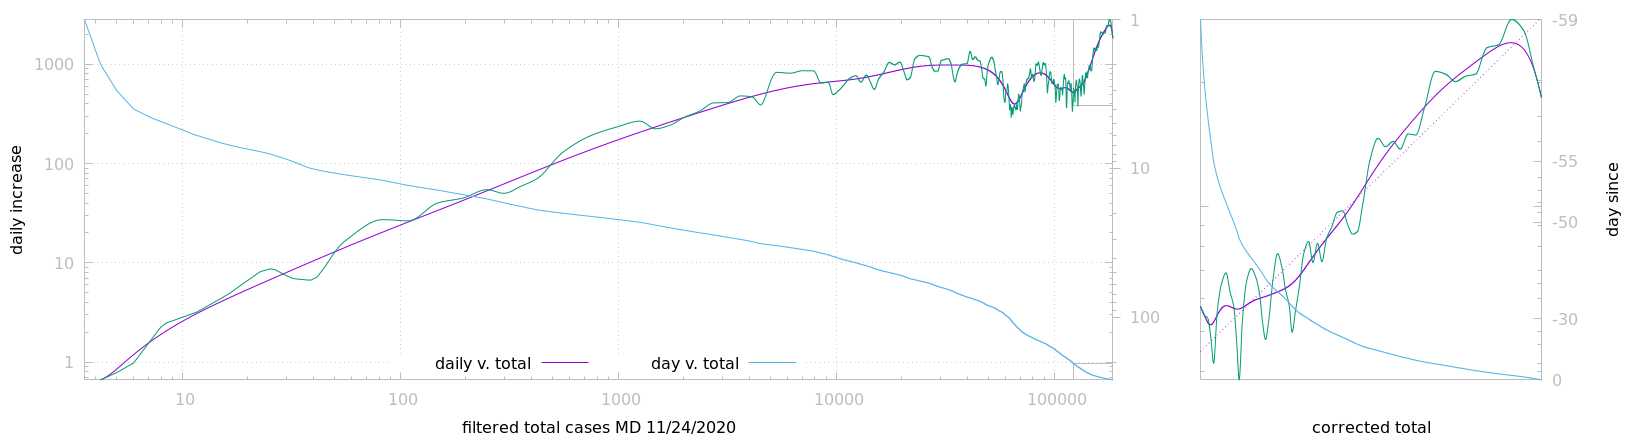 daily increase
1000
100
10
1
10
100
1000
10000
100000
1
10
100
daily v. total
day v. total
filtered total cases MD 11/24/2020
-59
-55
-50
-30
0
day since
corrected total